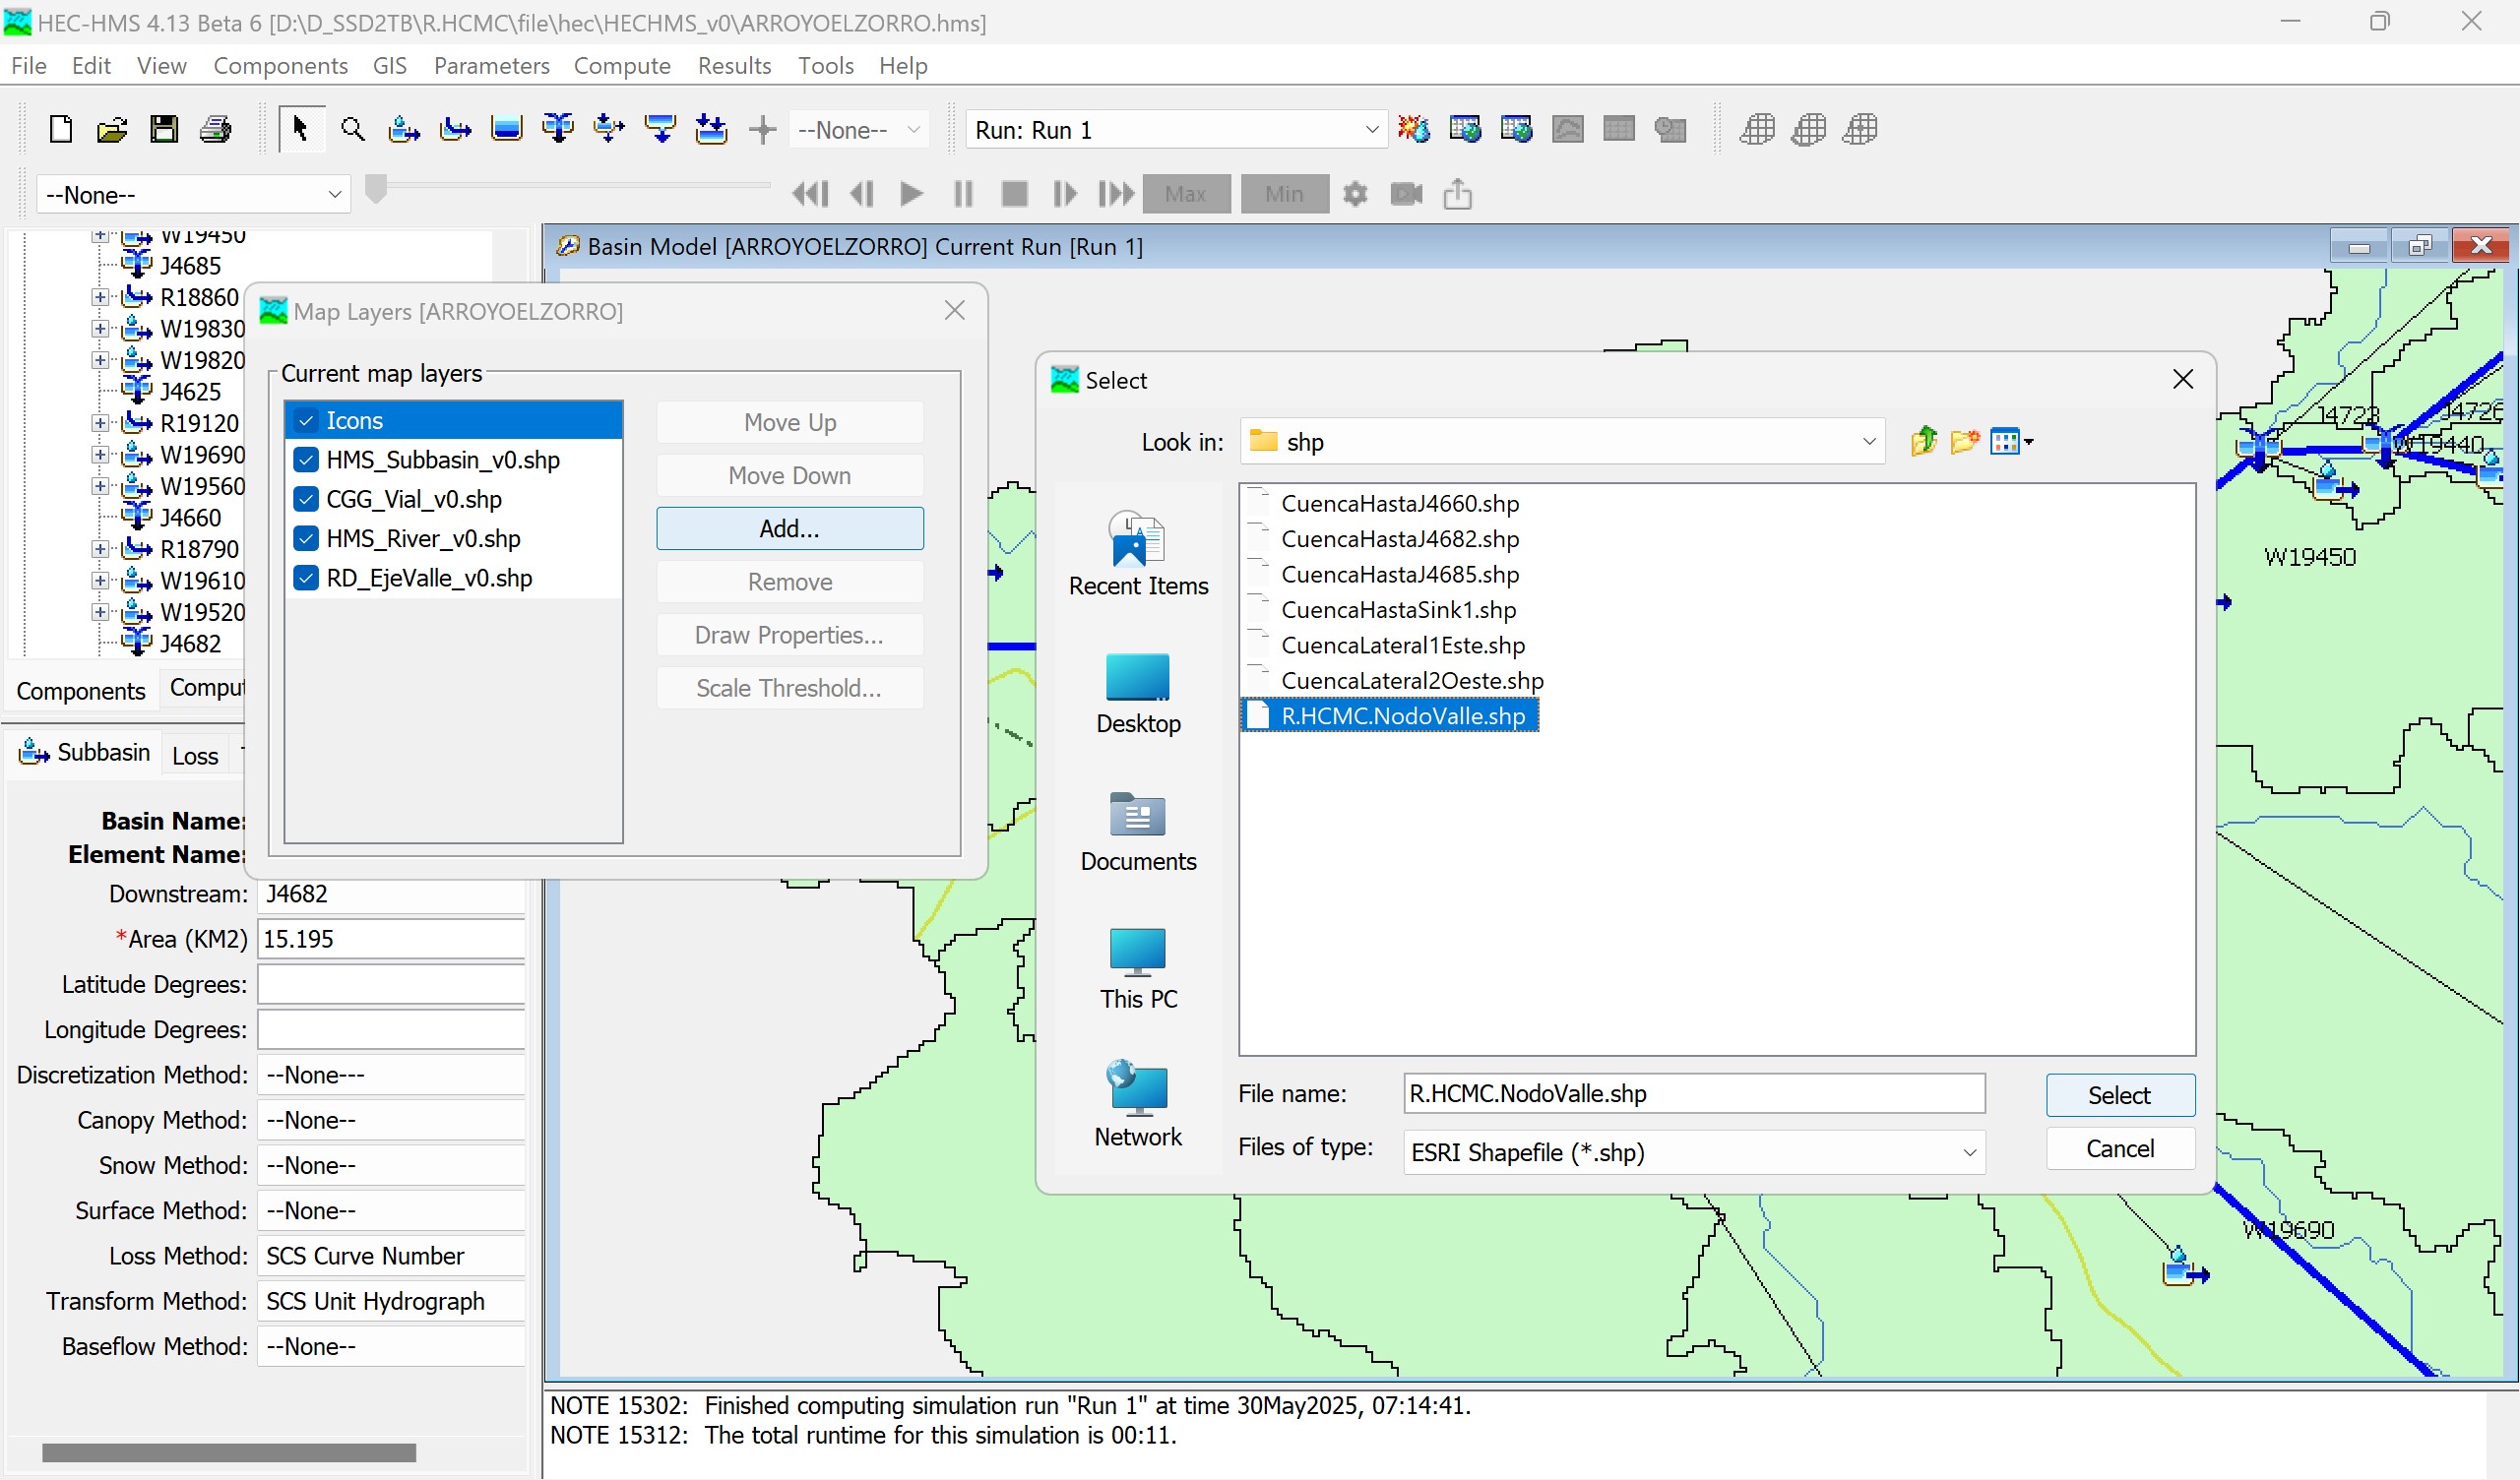 HEC-HMS 4.13 Beta 6 [D:\D_SSD2TB\R.HCMC\file\hec\HECHMS_v0\ARROYOELZORRO.hms]
File Edit View Components GIS Parameters Compute Results Tools Help
--None--
Run: Run 1
--None--
Max Min
W19450
J4685
R18860
W19830
W19820
J4625
R19120
W19690
W19560
J4660
R18790
W19610
W19520
J4682
Components Comput
Subbasin Loss
Basin Name:
Element Name:
Downstream: J4682
*Area (KM2) 15.195
Latitude Degrees:
Longitude Degrees:
Discretization Method: --None---
Canopy Method: --None--
Snow Method: --None--
Surface Method: --None--
Loss Method: SCS Curve Number
Transform Method: SCS Unit Hydrograph
Baseflow Method: --None--
Basin Model [ARROYOELZORRO] Current Run [Run 1]
Map Layers [ARROYOELZORRO]
Current map layers
Icons
HMS_Subbasin_v0.shp
CGG_Vial_v0.shp
HMS_River_v0.shp
RD_EjeValle_v0.shp
Move Up
Move Down
Add...
Remove
Draw Properties...
Scale Threshold...
Select
Look in: shp
Recent Items
Desktop
Documents
This PC
Network
CuencaHastaJ4660.shp
CuencaHastaJ4682.shp
CuencaHastaJ4685.shp
CuencaHastaSink1.shp
CuencaLateral1Este.shp
CuencaLateral2Oeste.shp
R.HCMC.NodoValle.shp
File name: R.HCMC.NodoValle.shp
Files of type: ESRI Shapefile (*.shp)
Select
Cancel
J4723
J4726
W19440
W19450
W19690
NOTE 15302: Finished computing simulation run "Run 1" at time 30May2025, 07:14:41.
NOTE 15312: The total runtime for this simulation is 00:11.